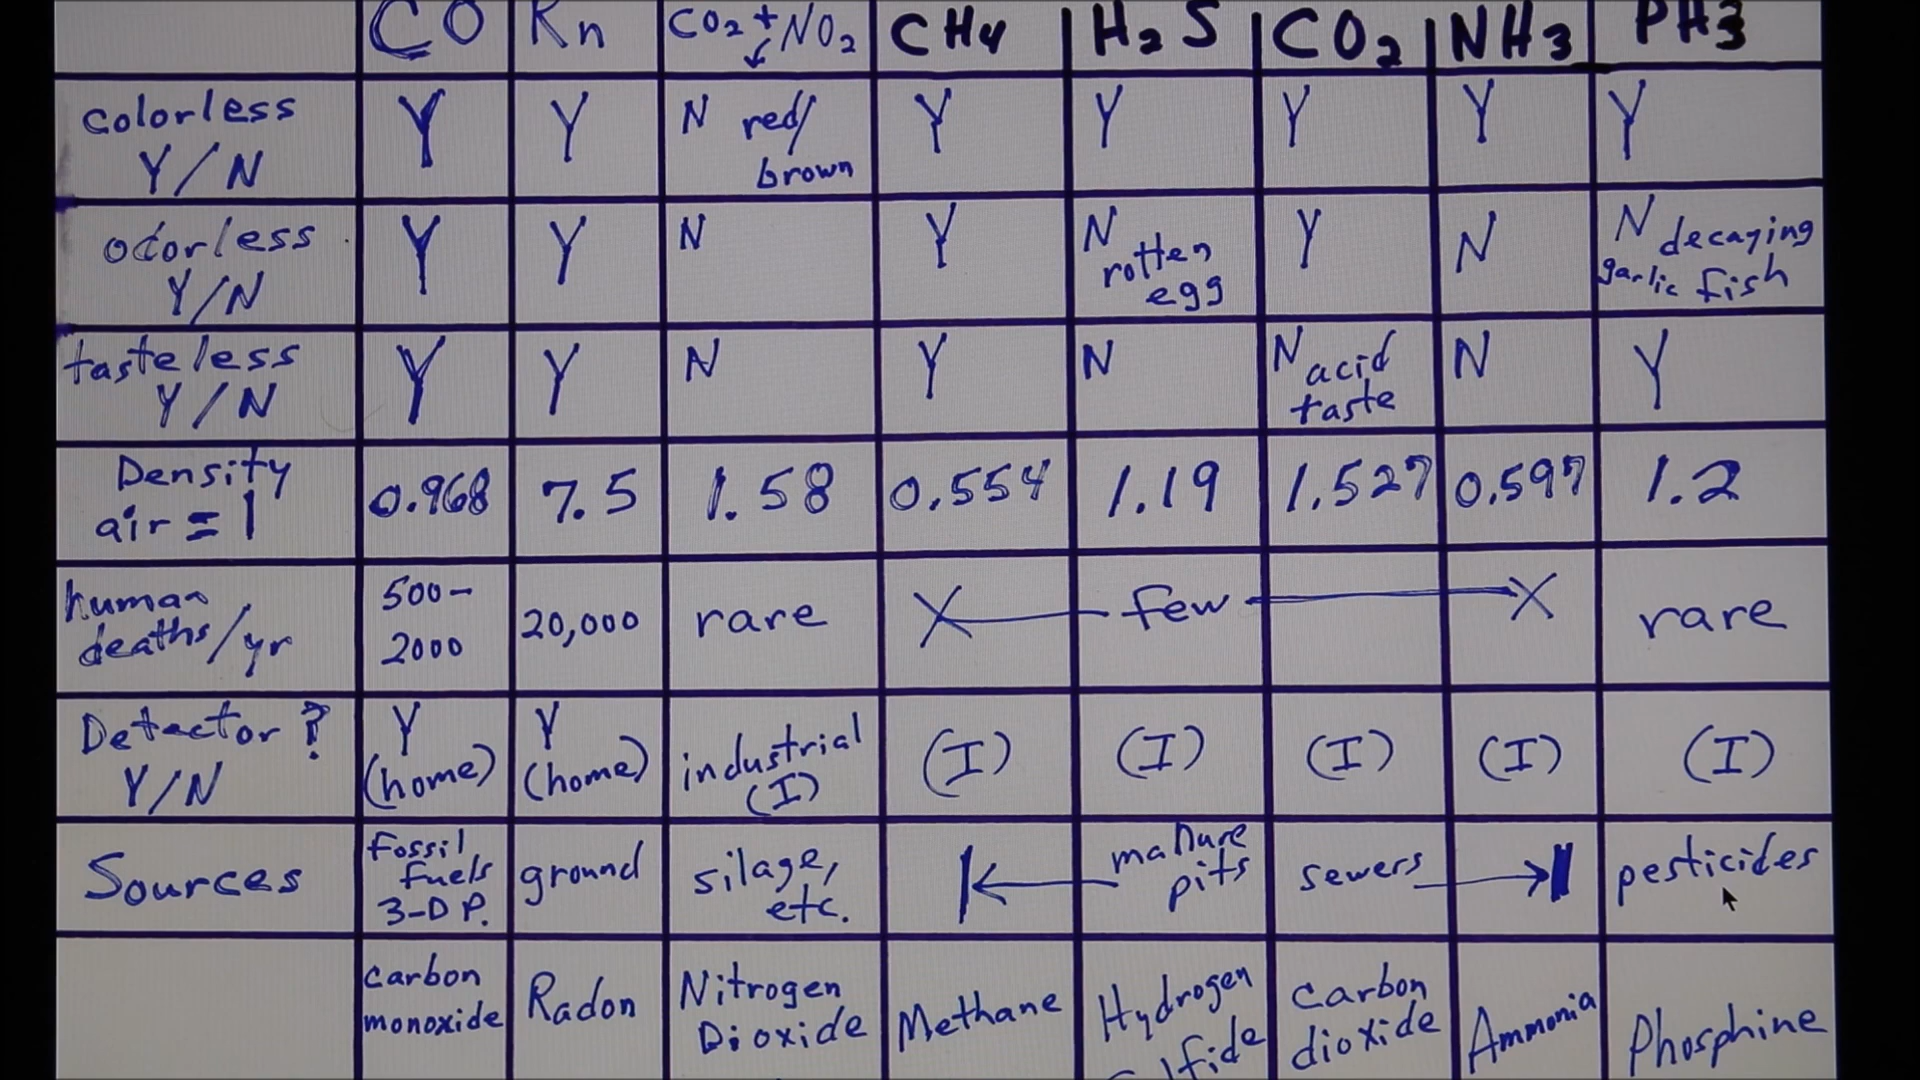 CO Rn CO2 + NO2 CH4 H2S CO2 NH3 PH3
colorless Y Y N red/ Y Y Y Y Y
Y/N brown
odorless Y Y N Y N Y N N decaying
Y/N rotten garlic fish
egg
tasteless Y Y N Y N N acid N Y
Y/N taste
Density 0.968 7.5 1.58 0.554 1.19 1.527 0.597 1.2
air = 1
human 500-
deaths/yr 2000 20,000 rare X few X rare
Detector? Y Y industrial (I) (I) (I) (I) (I)
Y/N (home) (home) (I)
Sources fossil ground silage, manure sewers pesticides
fuels etc. pits
3-D P.
carbon Radon Nitrogen Methane Hydrogen Carbon Ammonia Phosphine
monoxide Dioxide dioxide